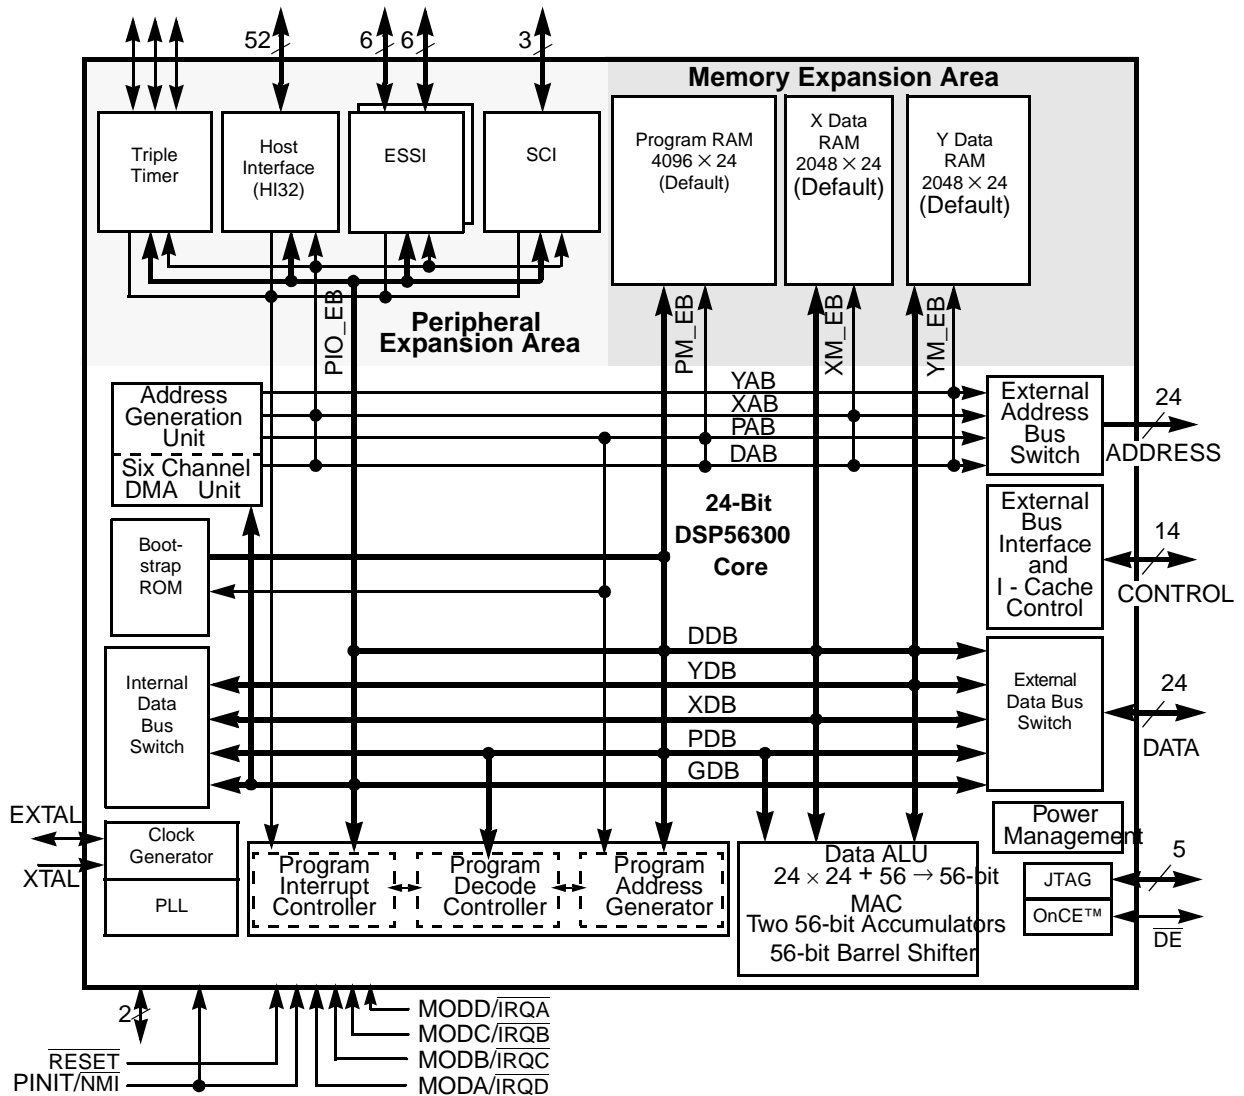 52
6
6
3
Memory Expansion Area
Triple
Timer
Host
Interface
(HI32)
ESSI
SCI
Program RAM
4096 × 24
(Default)
X Data
RAM
2048 × 24
(Default)
Y Data
RAM
2048 × 24
(Default)
Peripheral
Expansion Area
PIO_EB
PM_EB
XM_EB
YM_EB
Address
Generation
Unit
Six Channel
DMA Unit
YAB
XAB
PAB
DAB
External
Address
Bus
Switch
24
ADDRESS
24-Bit
DSP56300
Core
Boot-
strap
ROM
External
Bus
Interface
and
I - Cache
Control
14
CONTROL
DDB
YDB
XDB
PDB
GDB
Internal
Data
Bus
Switch
External
Data Bus
Switch
24
DATA
EXTAL
XTAL
Clock
Generator
PLL
Program
Interrupt
Controller
Program
Decode
Controller
Program
Address
Generator
Data ALU
24 × 24 + 56 → 56-bit
MAC
Two 56-bit Accumulators
56-bit Barrel Shifter
Power
Management
JTAG
OnCE™
5
DE
2
RESET
PINIT/NMI
MODD/IRQA
MODC/IRQB
MODB/IRQC
MODA/IRQD